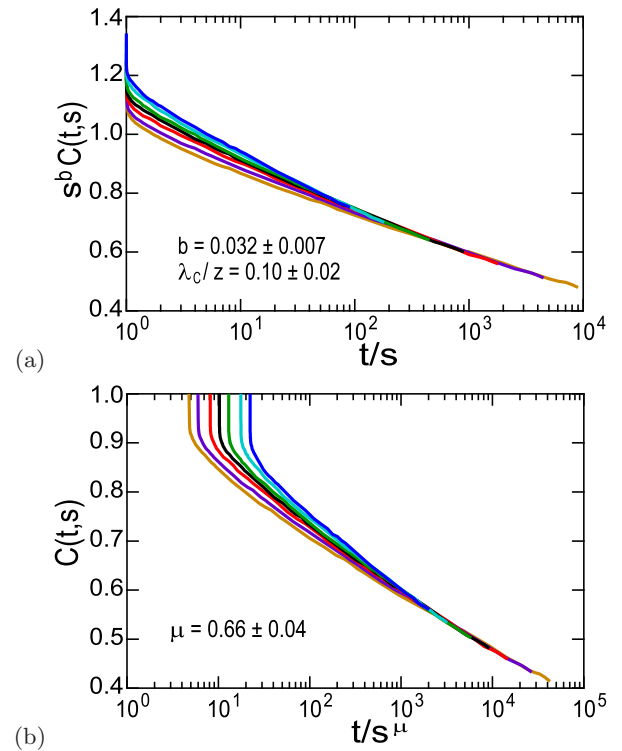 1.4
1.2
1.0
0.8
0.6
0.4
s^b C(t,s)
b = 0.032 ± 0.007
λ_C / z = 0.10 ± 0.02
10^0 10^1 10^2 10^3 10^4
t/s
(a)
1.0
0.9
0.8
0.7
0.6
0.5
0.4
C(t,s)
μ = 0.66 ± 0.04
10^0 10^1 10^2 10^3 10^4 10^5
t/s^μ
(b)